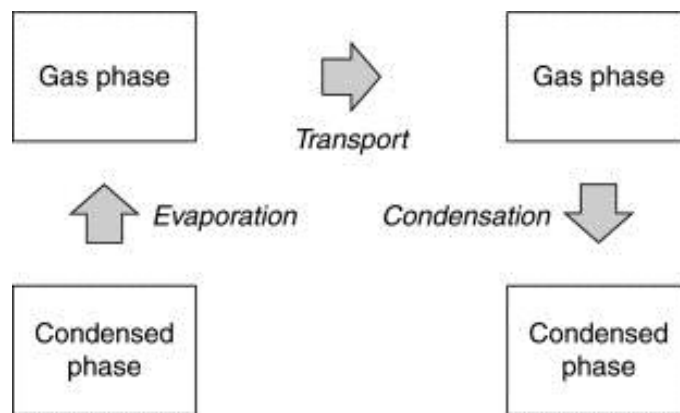 Gas phase
Gas phase
Transport
Evaporation
Condensation
Condensed
phase
Condensed
phase